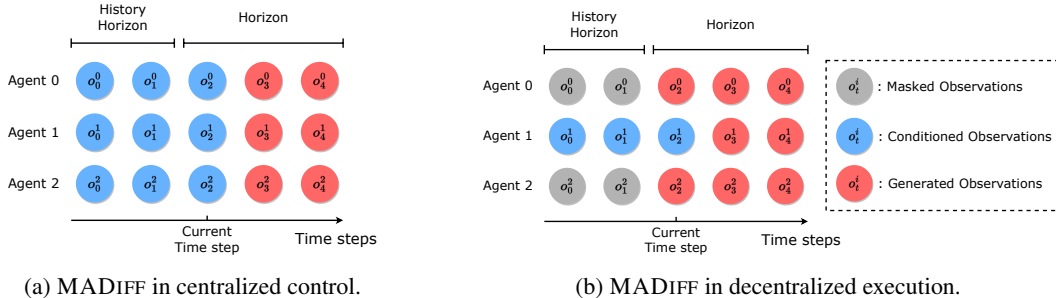 History
Horizon
Horizon
Agent 0
o_0^0 o_1^0 o_2^0 o_3^0 o_4^0
Agent 1
o_0^1 o_1^1 o_2^1 o_3^1 o_4^1
Agent 2
o_0^2 o_1^2 o_2^2 o_3^2 o_4^2
Current
Time step
Time steps
(a) MADIFF in centralized control.
History
Horizon
Horizon
Agent 0
o_0^0 o_1^0 o_2^0 o_3^0 o_4^0
Agent 1
o_0^1 o_1^1 o_2^1 o_3^1 o_4^1
Agent 2
o_0^2 o_1^2 o_2^2 o_3^2 o_4^2
Current
Time step
Time steps
(b) MADIFF in decentralized execution.
o_t^i : Masked Observations
o_t^i : Conditioned Observations
o_t^i : Generated Observations